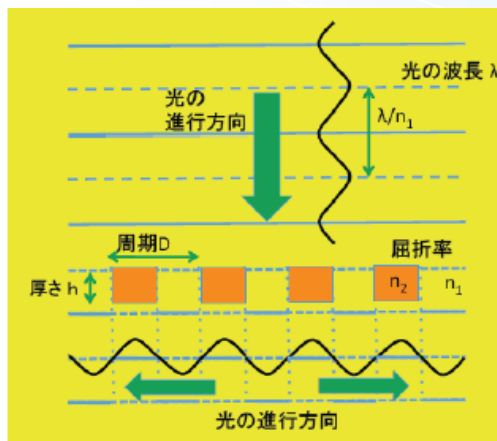 光の波長 λ
光の
進行方向
λ/n₁
周期D
屈折率
厚さ h
n₂
n₁
光の進行方向